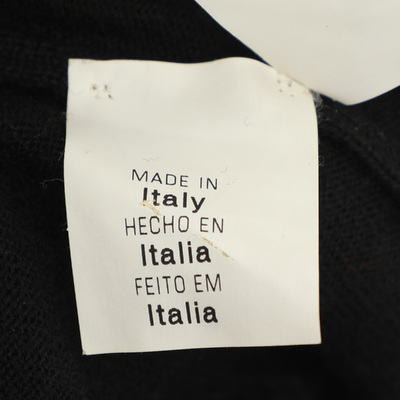 MADE IN
Italy
HECHO EN
Italia
FEITO EM
Italia